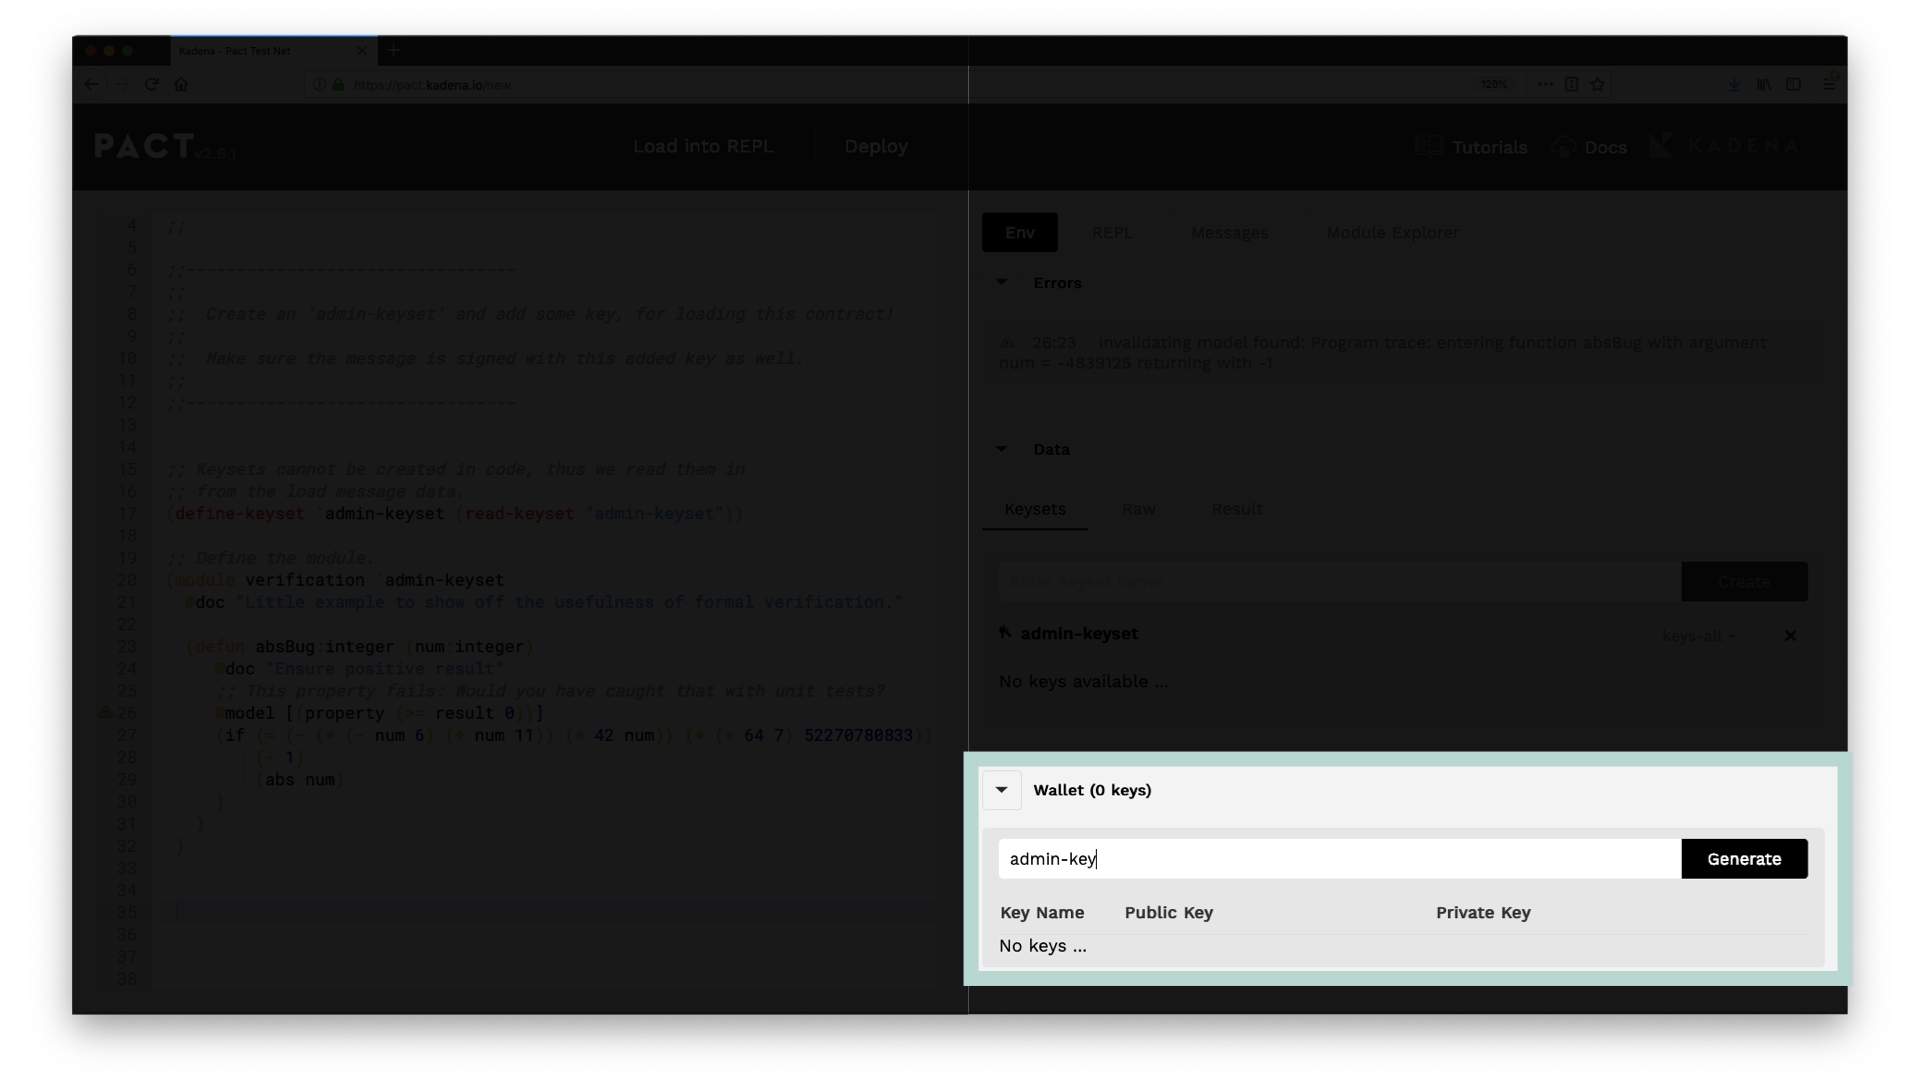 Kadena - Pact Test Net
https://pact.kadena.io/new
120%
PACT v2.6.1
Load into REPL
Deploy
Tutorials
Docs
KADENA
4 ;;
5
6 ;;---------------------------------
7 ;;
8 ;;  Create an 'admin-keyset' and add some key, for loading this contract!
9 ;;
10 ;;  Make sure the message is signed with this added key as well.
11 ;;
12 ;;---------------------------------
13
14
15 ;; Keysets cannot be created in code, thus we read them in
16 ;; from the load message data.
17 (define-keyset 'admin-keyset (read-keyset "admin-keyset"))
18
19 ;; Define the module.
20 (module verification 'admin-keyset
21 @doc "Little example to show off the usefulness of formal verification."
22
23 (defun absBug:integer (num:integer)
24 @doc "Ensure positive result"
25 ;; This property fails: Would you have caught that with unit tests?
26 @model [(property (>= result 0))]
27 (if (= (- (* (- num 6) (+ num 11)) (* 42 num)) (* (* 64 7) 52270780833))
28 (- 1)
29 (abs num)
30 )
31 )
32 )
33
34
35
36
37
38
Env
REPL
Messages
Module Explorer
Errors
26:23 Invalidating model found: Program trace: entering function absBug with argument
num = -4839125 returning with -1
Data
Keysets
Raw
Result
Enter keyset name
Create
admin-keyset
keys-all
No keys available ...
Wallet (0 keys)
admin-key
Generate
Key Name Public Key Private Key
No keys ...